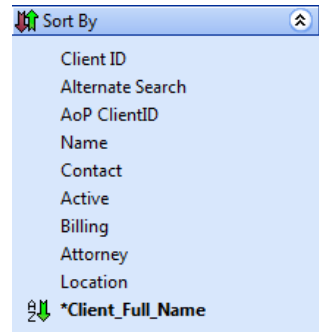 Sort By
Client ID
Alternate Search
AoP ClientID
Name
Contact
Active
Billing
Attorney
Location
*Client_Full_Name